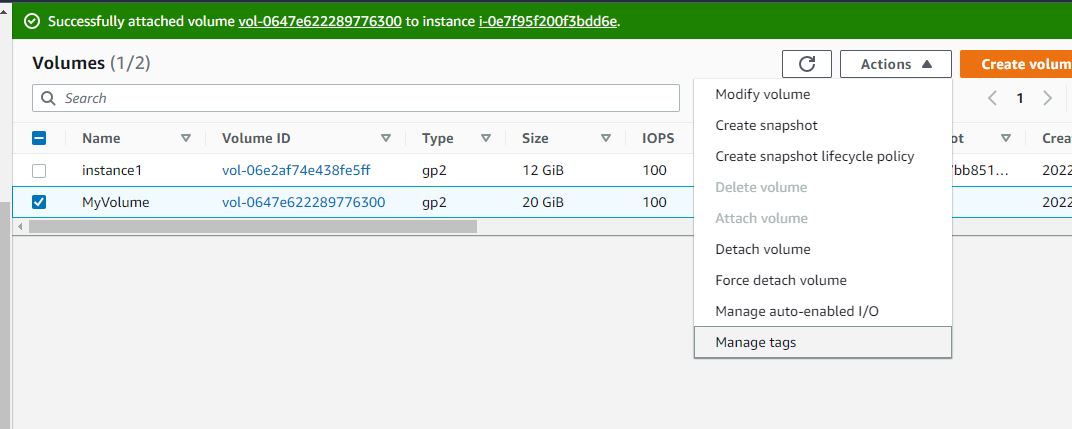 Successfully attached volume vol-0647e622289776300 to instance i-0e7f95f200f3bdd6e.
Volumes (1/2)
Actions
Create volum
Search
1
Name Volume ID Type Size IOPS ot Crea
instance1 vol-06e2af74e438fe5ff gp2 12 GiB 100 7bb851... 2022
MyVolume vol-0647e622289776300 gp2 20 GiB 100 2022
Modify volume
Create snapshot
Create snapshot lifecycle policy
Delete volume
Attach volume
Detach volume
Force detach volume
Manage auto-enabled I/O
Manage tags